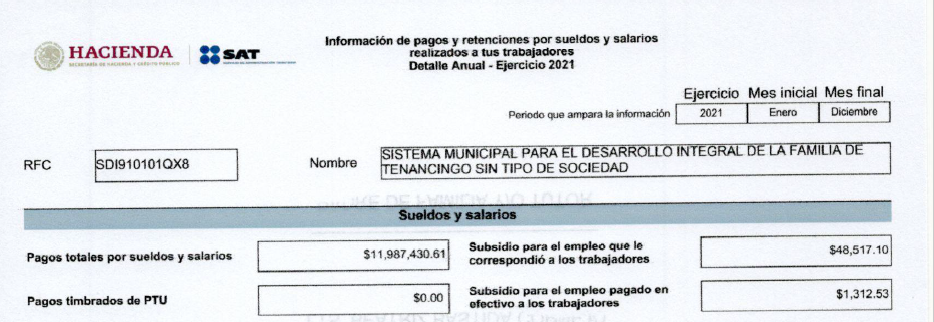 Información de pagos y retenciones por sueldos y salarios
realizados a tus trabajadores
Detalle Anual - Ejercicio 2021
HACIENDA
SECRETARÍA DE HACIENDA Y CRÉDITO PÚBLICO
SAT
Ejercicio Mes inicial Mes final
Periodo que ampara la información 2021 Enero Diciembre
RFC SDI910101QX8
Nombre SISTEMA MUNICIPAL PARA EL DESARROLLO INTEGRAL DE LA FAMILIA DE
TENANCINGO SIN TIPO DE SOCIEDAD
Sueldos y salarios
Pagos totales por sueldos y salarios $11,987,430.61
Subsidio para el empleo que le
correspondió a los trabajadores $48,517.10
Pagos timbrados de PTU $0.00
Subsidio para el empleo pagado en
efectivo a los trabajadores $1,312.53